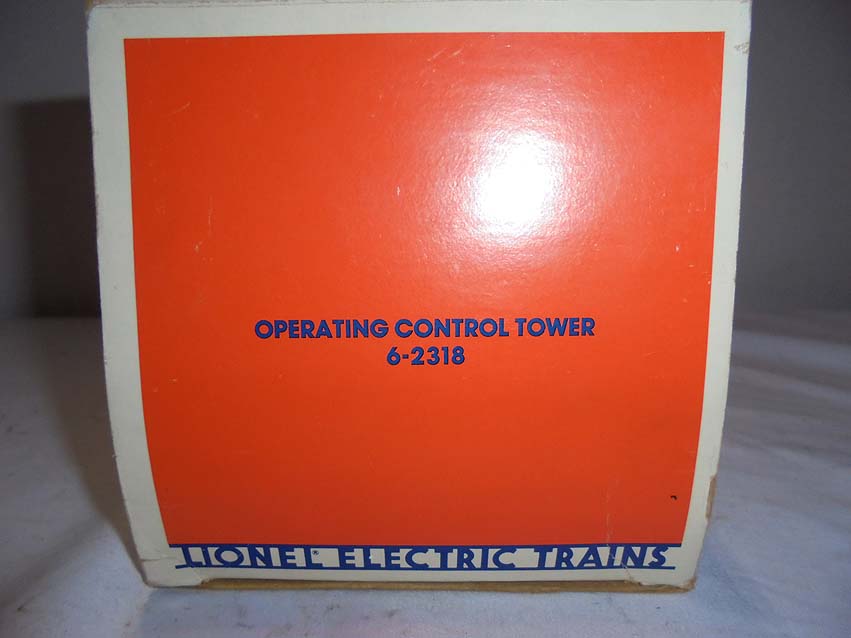 OPERATING CONTROL TOWER
6-2318
LIONEL® ELECTRIC TRAINS